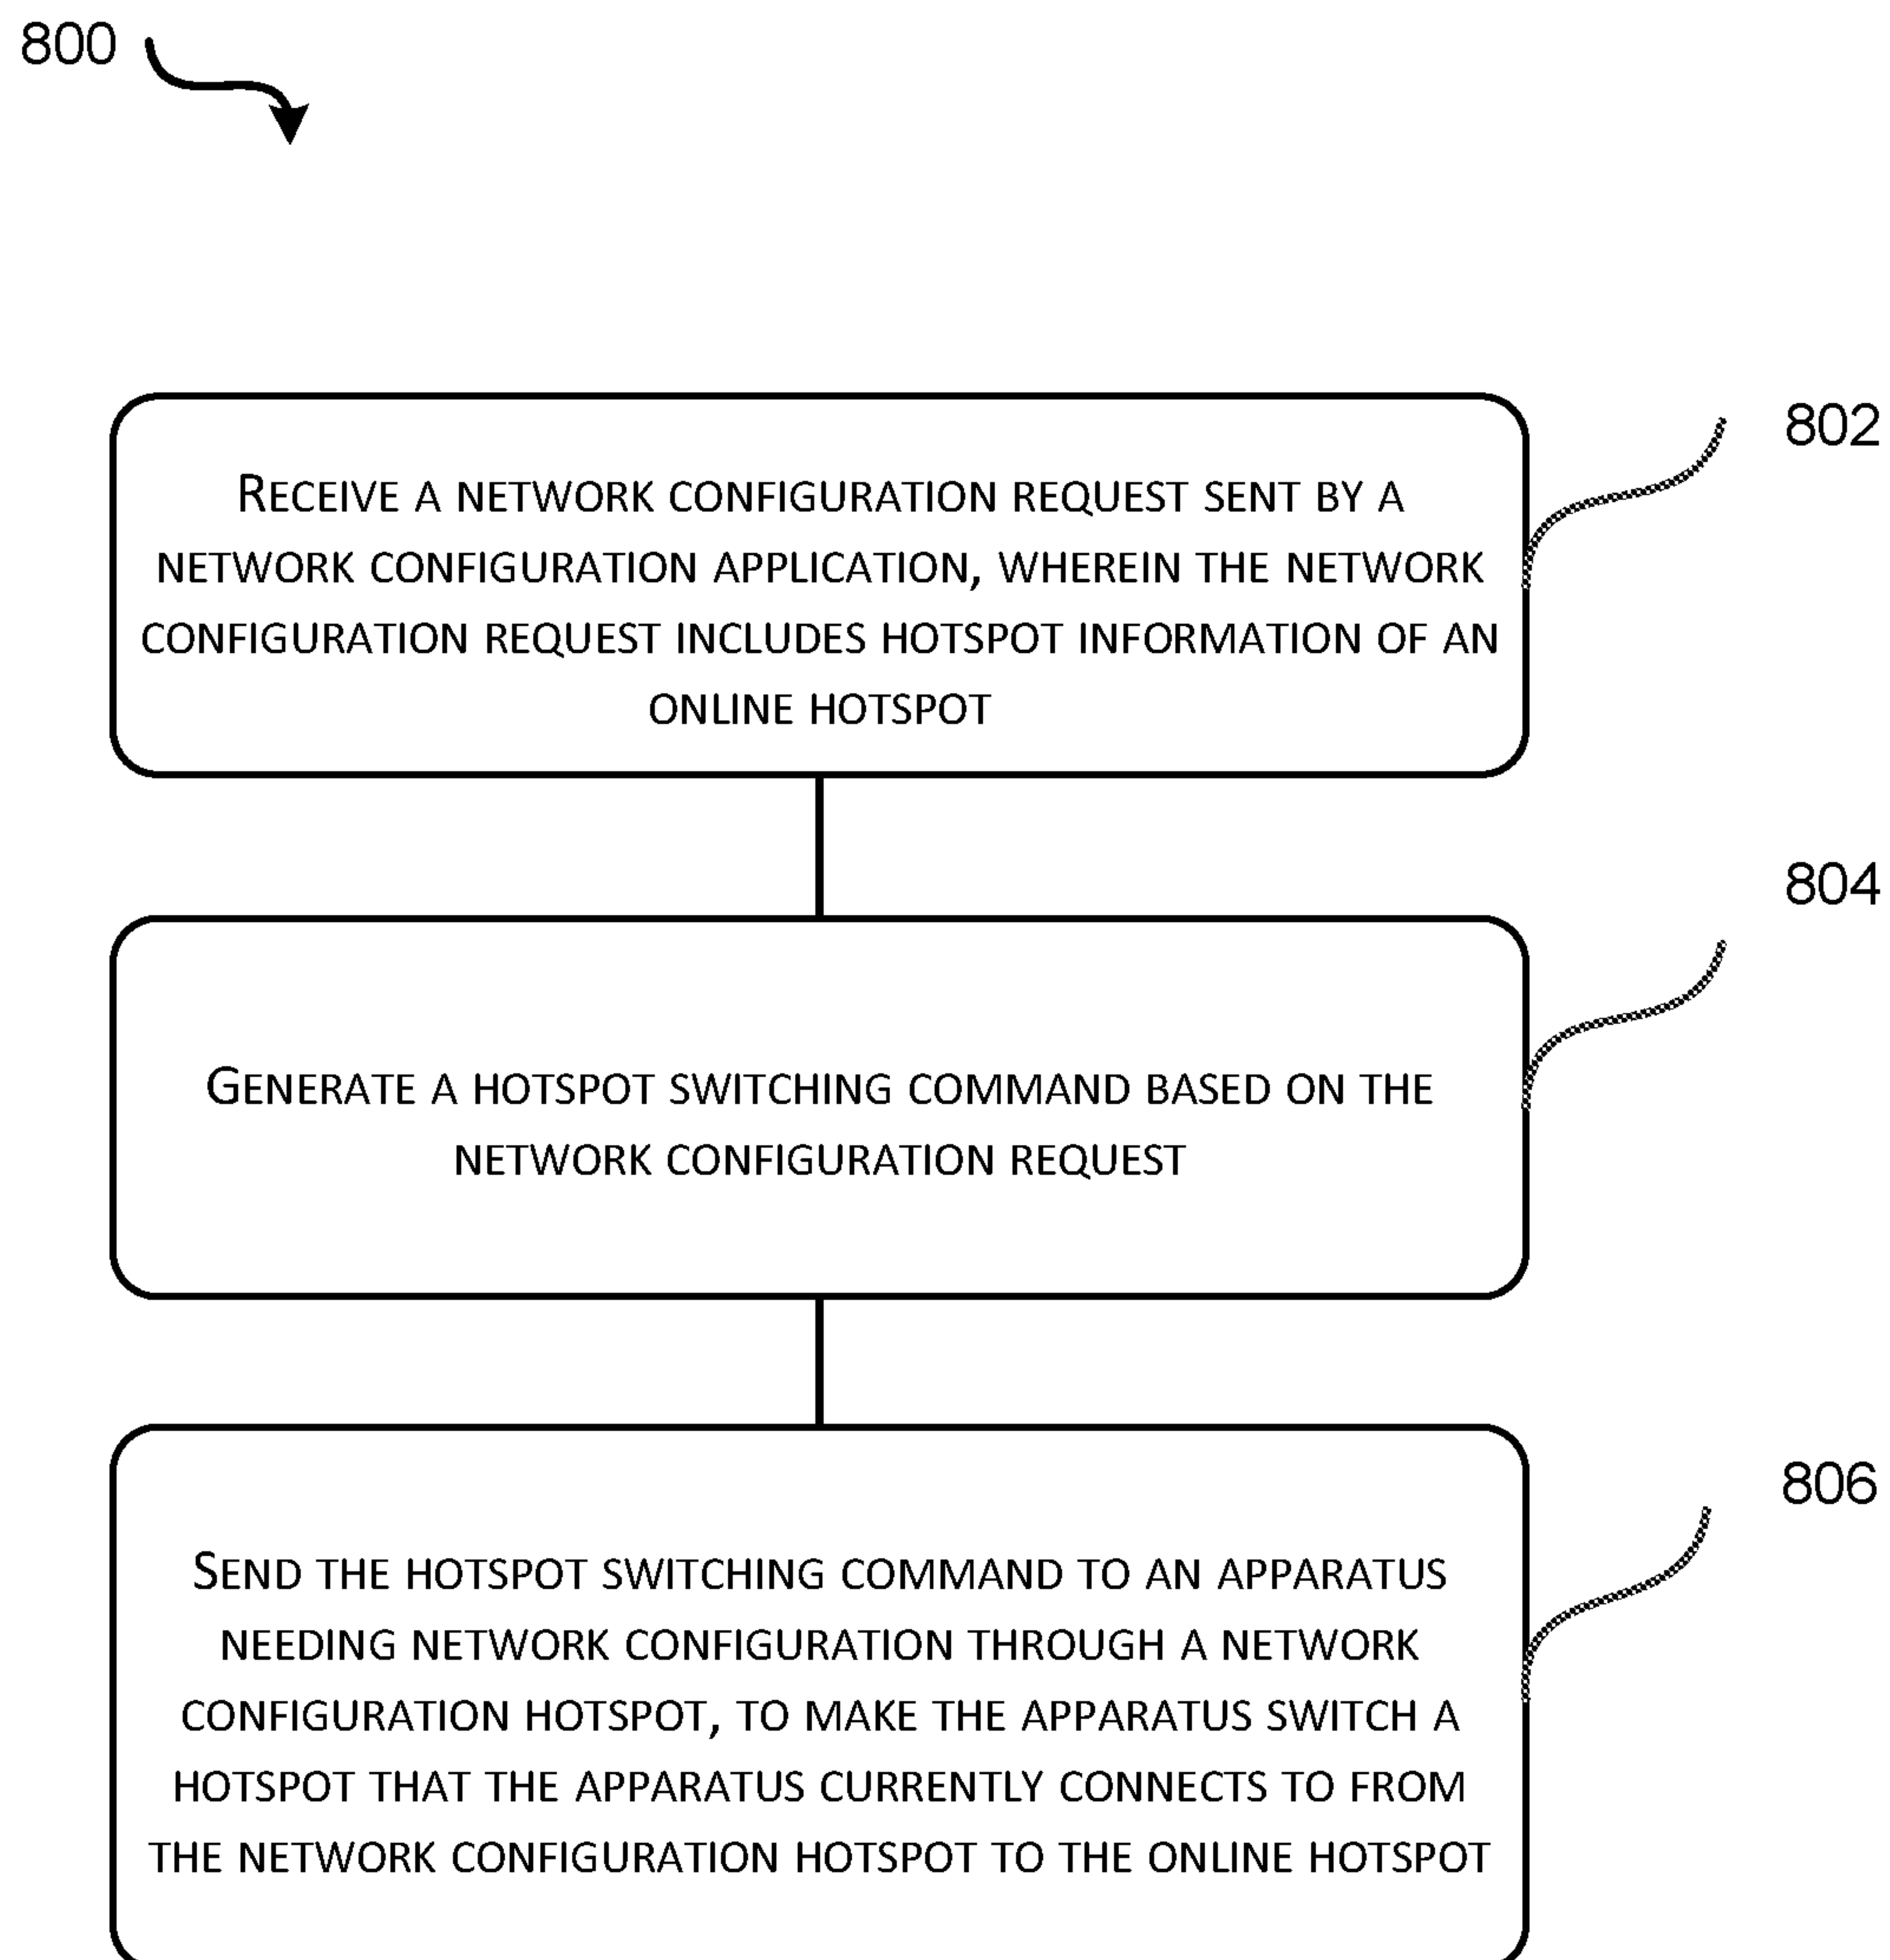 800
802
RECEIVE A NETWORK CONFIGURATION REQUEST SENT BY A
NETWORK CONFIGURATION APPLICATION, WHEREIN THE NETWORK
CONFIGURATION REQUEST INCLUDES HOTSPOT INFORMATION OF AN
ONLINE HOTSPOT
804
GENERATE A HOTSPOT SWITCHING COMMAND BASED ON THE
NETWORK CONFIGURATION REQUEST
806
SEND THE HOTSPOT SWITCHING COMMAND TO AN APPARATUS
NEEDING NETWORK CONFIGURATION THROUGH A NETWORK
CONFIGURATION HOTSPOT, TO MAKE THE APPARATUS SWITCH A
HOTSPOT THAT THE APPARATUS CURRENTLY CONNECTS TO FROM
THE NETWORK CONFIGURATION HOTSPOT TO THE ONLINE HOTSPOT